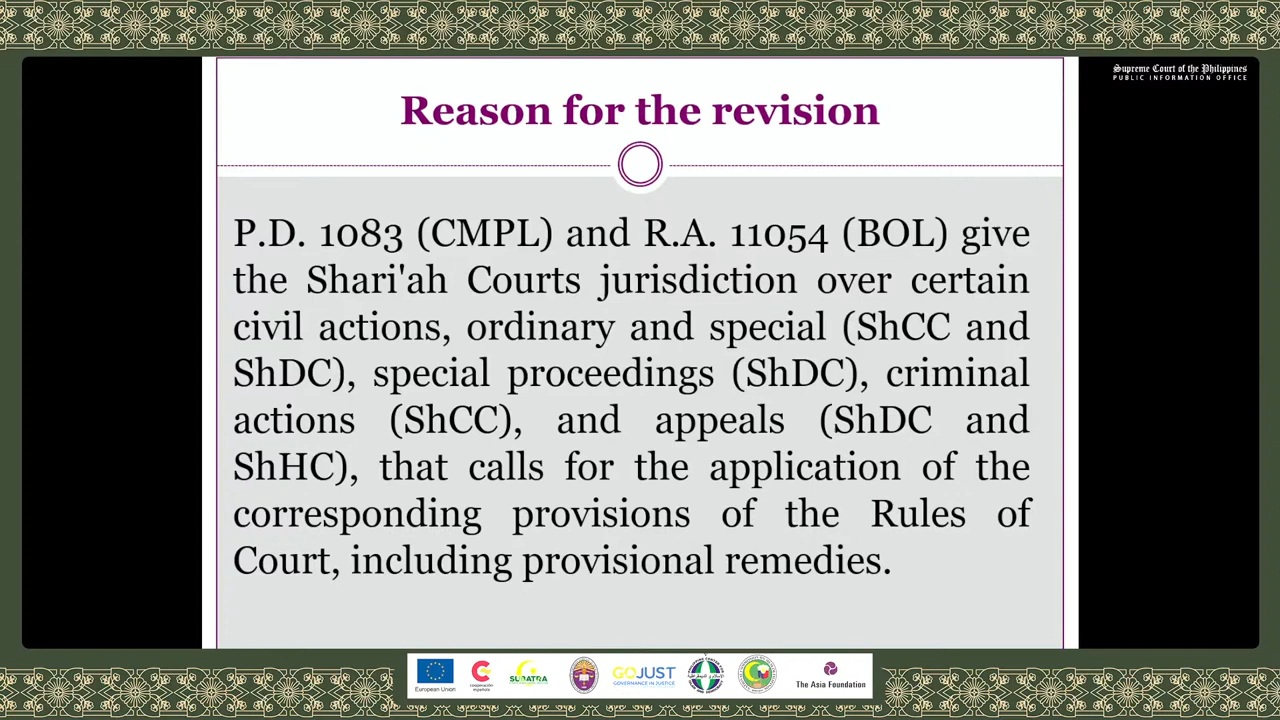 Supreme Court of the Philippines
PUBLIC INFORMATION OFFICE
Reason for the revision
P.D. 1083 (CMPL) and R.A. 11054 (BOL) give
the Shari'ah Courts jurisdiction over certain
civil actions, ordinary and special (ShCC and
ShDC), special proceedings (ShDC), criminal
actions (ShCC), and appeals (ShDC and
ShHC), that calls for the application of the
corresponding provisions of the Rules of
Court, including provisional remedies.
European Union
cooperación
española
SUBATRA
GOJUST
GOVERNANCE IN JUSTICE
The Asia Foundation